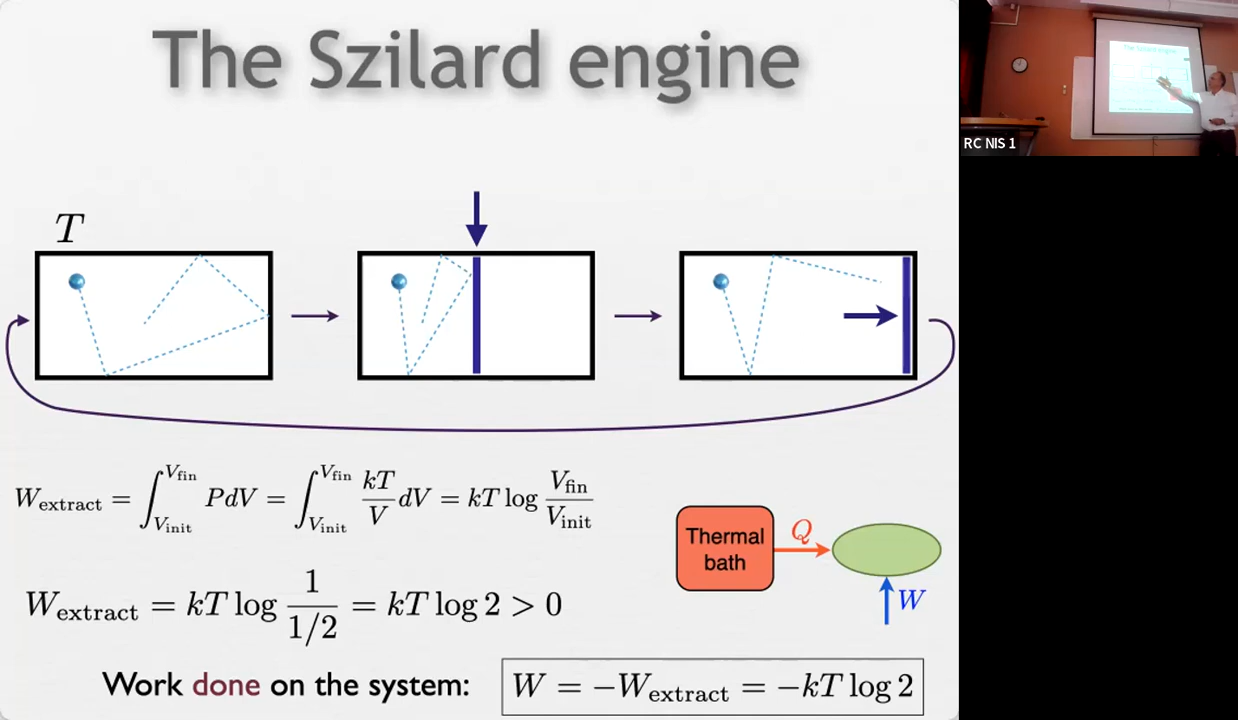 The Szilard engine
RC NIS 1
T
W_extract = ∫_{V_init}^{V_fin} PdV = ∫_{V_init}^{V_fin} kT/V dV = kT log V_fin/V_init
Thermal
bath
Q
W_extract = kT log 1/(1/2) = kT log 2 > 0
W
Work done on the system: W = −W_extract = −kT log 2